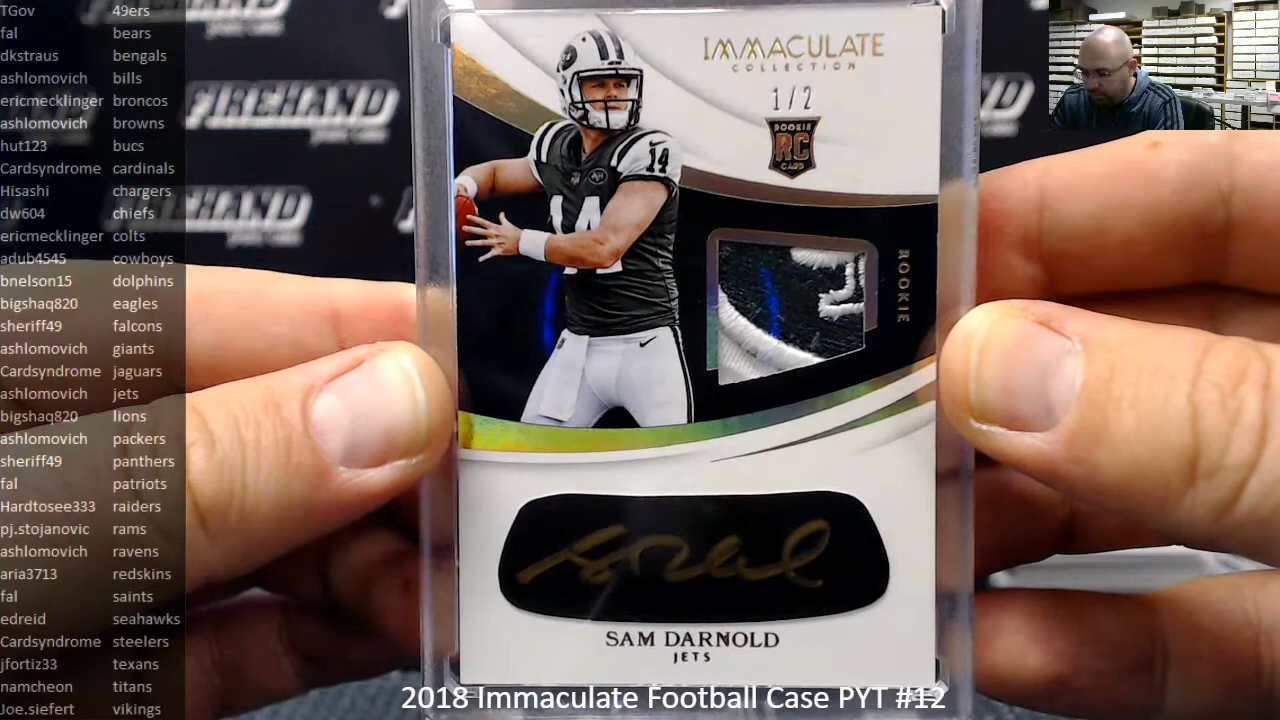 TGov 49ers
fal bears
dkstraus bengals
ashlomovich bills
ericmecklinger broncos
ashlomovich browns
hut123 bucs
Cardsyndrome cardinals
Hisashi chargers
dw604 chiefs
ericmecklinger colts
adub4545 cowboys
bnelson15 dolphins
bigshaq820 eagles
sheriff49 falcons
ashlomovich giants
Cardsyndrome jaguars
ashlomovich jets
bigshaq820 lions
ashlomovich packers
sheriff49 panthers
fal patriots
Hardtosee333 raiders
pj.stojanovic rams
ashlomovich ravens
aria3713 redskins
fal saints
edreid seahawks
Cardsyndrome steelers
jfortiz33 texans
namcheon titans
Joe.siefert vikings
FIREHAND
IMMACULATE
COLLECTION
1/2
ROOKIE
RC
CARD
14
14
ROOKIE
SAM DARNOLD
JETS
2018 Immaculate Football Case PYT #12